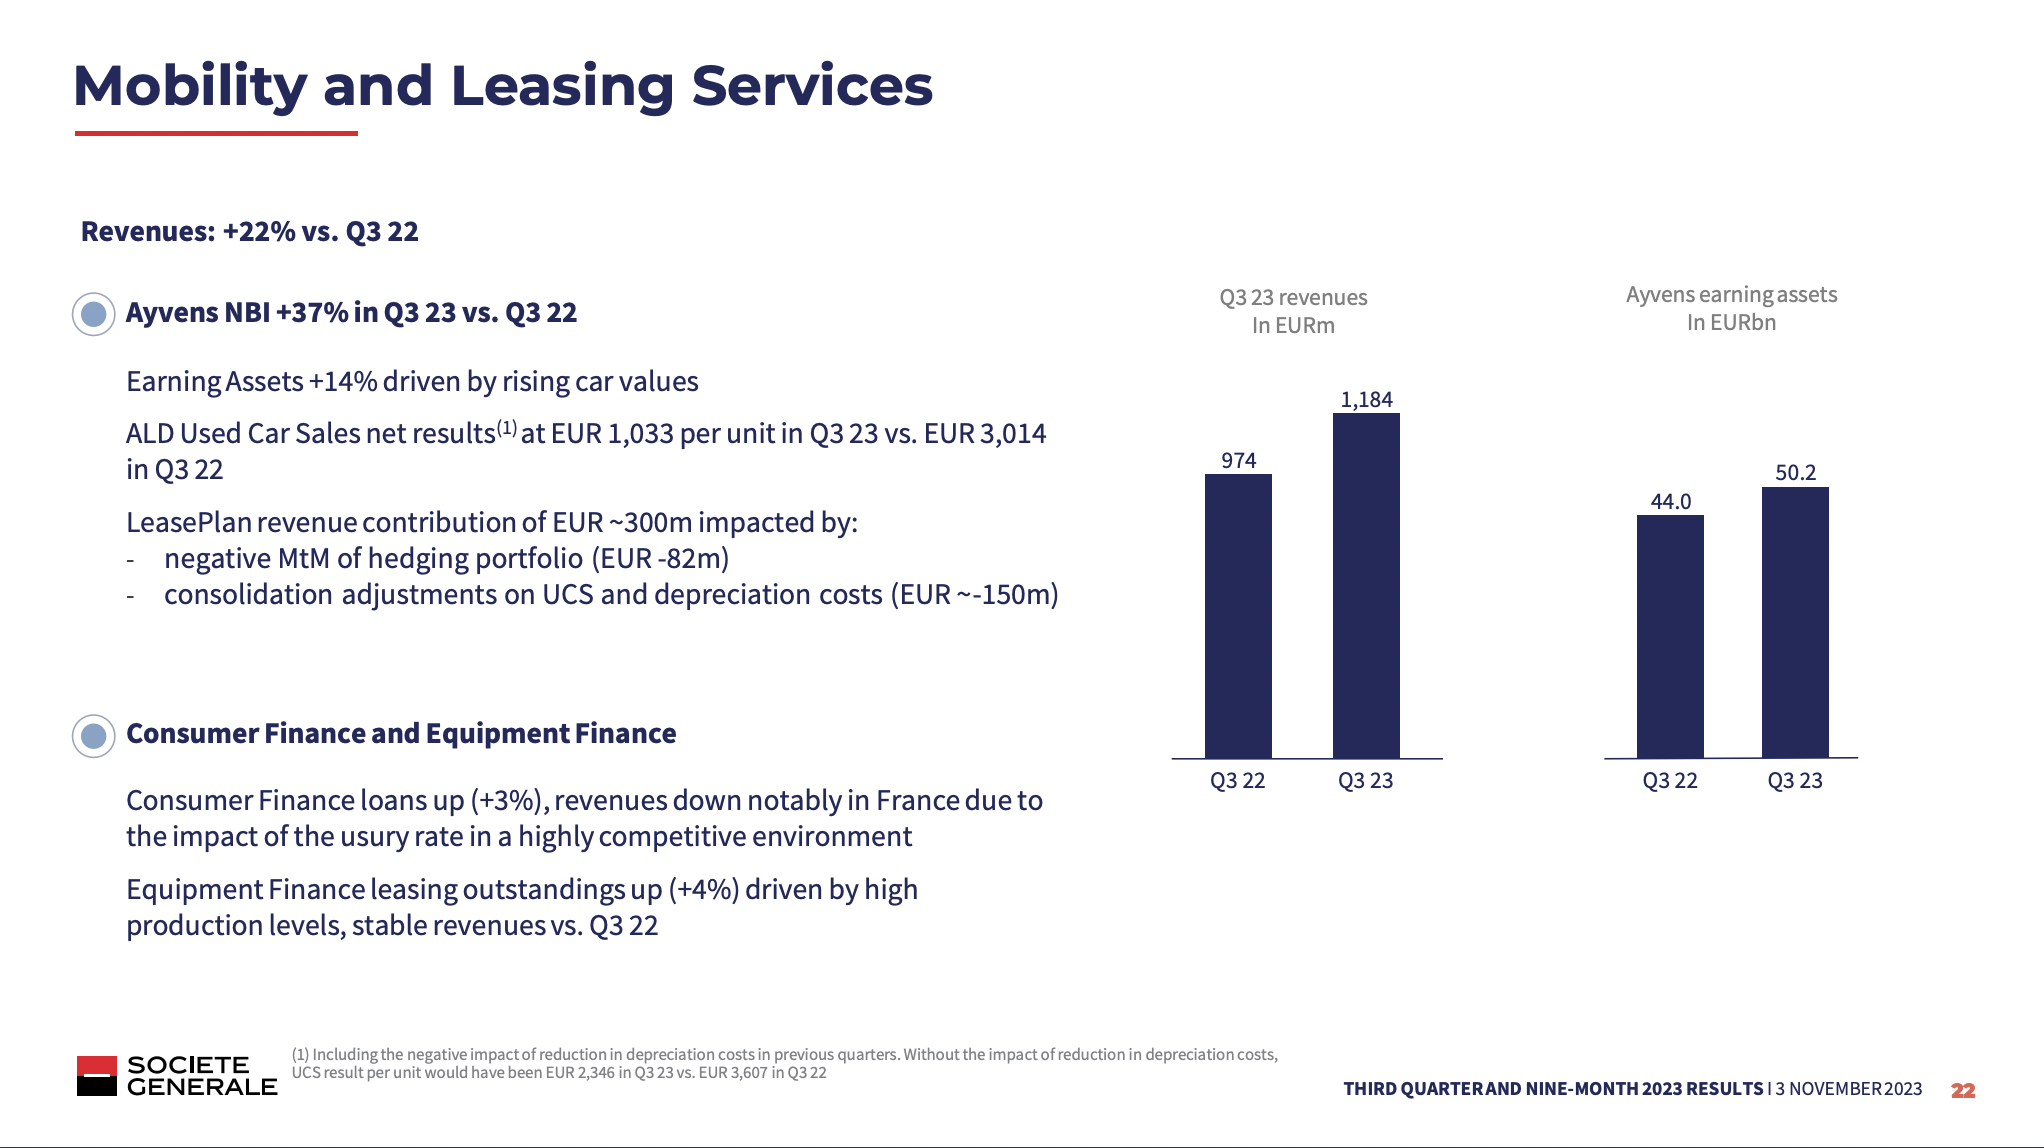 Mobility and Leasing Services
Revenues: +22% vs. Q3 22
Ayvens NBI +37% in Q3 23 vs. Q3 22
Earning Assets +14% driven by rising car values
ALD Used Car Sales net results(1) at EUR 1,033 per unit in Q3 23 vs. EUR 3,014
in Q3 22
LeasePlan revenue contribution of EUR ~300m impacted by:
- negative MtM of hedging portfolio (EUR -82m)
- consolidation adjustments on UCS and depreciation costs (EUR ~-150m)
Consumer Finance and Equipment Finance
Consumer Finance loans up (+3%), revenues down notably in France due to
the impact of the usury rate in a highly competitive environment
Equipment Finance leasing outstandings up (+4%) driven by high
production levels, stable revenues vs. Q3 22
Q3 23 revenues
In EURm
974
1,184
Q3 22
Q3 23
Ayvens earning assets
In EURbn
44.0
50.2
Q3 22
Q3 23
SOCIETE
GENERALE
(1) Including the negative impact of reduction in depreciation costs in previous quarters. Without the impact of reduction in depreciation costs,
UCS result per unit would have been EUR 2,346 in Q3 23 vs. EUR 3,607 in Q3 22
THIRD QUARTER AND NINE-MONTH 2023 RESULTS I 3 NOVEMBER 2023
22